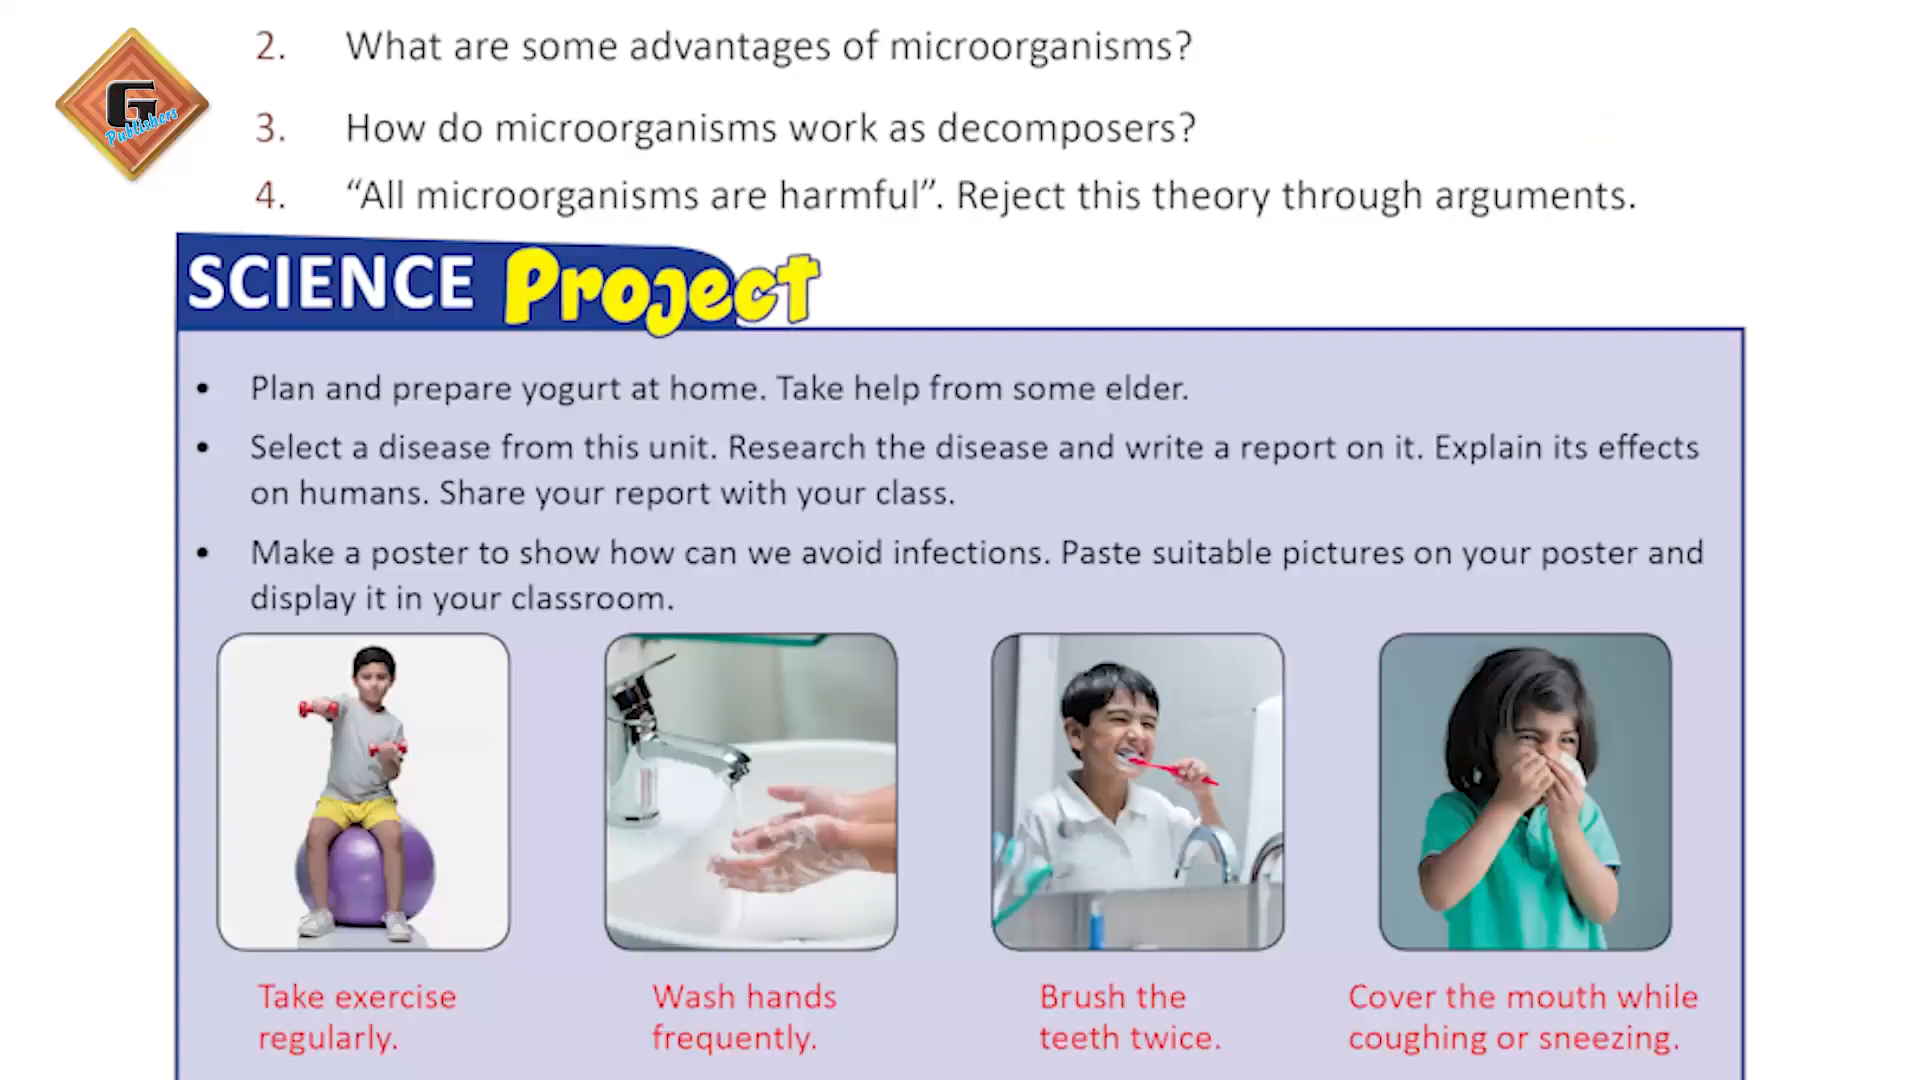 G
Publishers
2. What are some advantages of microorganisms?
3. How do microorganisms work as decomposers?
4. “All microorganisms are harmful”. Reject this theory through arguments.
SCIENCE Project
• Plan and prepare yogurt at home. Take help from some elder.
• Select a disease from this unit. Research the disease and write a report on it. Explain its effects
on humans. Share your report with your class.
• Make a poster to show how can we avoid infections. Paste suitable pictures on your poster and
display it in your classroom.
Take exercise
regularly.
Wash hands
frequently.
Brush the
teeth twice.
Cover the mouth while
coughing or sneezing.